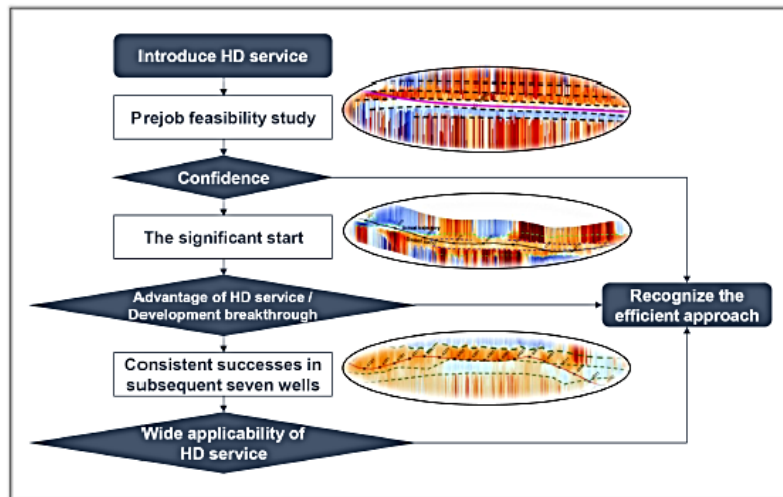 Introduce HD service
Prejob feasibility study
Confidence
The significant start
Advantage of HD service /
Development breakthrough
Recognize the
efficient approach
Consistent successes in
subsequent seven wells
Wide applicability of
HD service